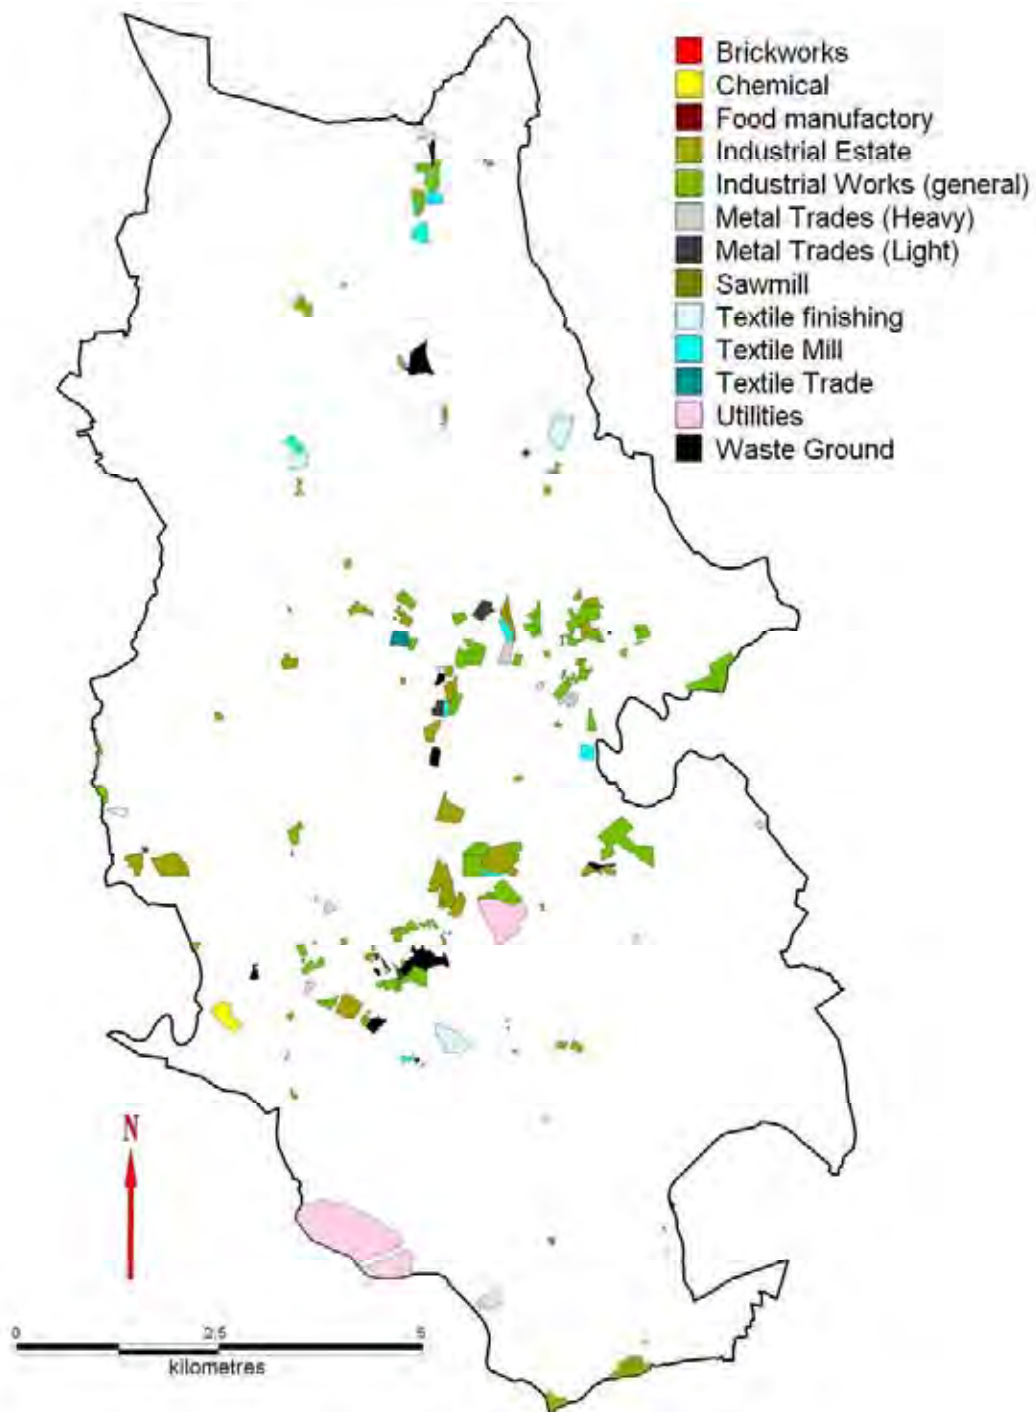 Brickworks
Chemical
Food manufactory
Industrial Estate
Industrial Works (general)
Metal Trades (Heavy)
Metal Trades (Light)
Sawmill
Textile finishing
Textile Mill
Textile Trade
Utilities
Waste Ground
N
0 2.5 5
kilometres